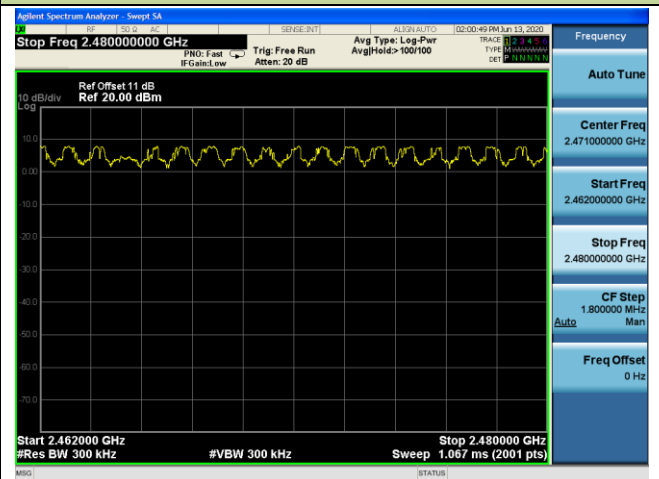 Agilent Spectrum Analyzer - Swept SA
RF 50 Ω AC SENSE:INT ALIGN AUTO 02:00:49 PM Jun 13, 2020
Stop Freq 2.480000000 GHz
PNO: Fast
IFGain:Low
Trig: Free Run
Atten: 20 dB
Avg Type: Log-Pwr
Avg|Hold:>100/100
TRACE 1 2 3 4 5 6
TYPE M
DET P N N N N N
Ref Offset 11 dB
10 dB/div Ref 20.00 dBm
Log
10.0
0.00
-10.0
-20.0
-30.0
-40.0
-50.0
-60.0
-70.0
Start 2.462000 GHz Stop 2.480000 GHz
#Res BW 300 kHz #VBW 300 kHz Sweep 1.067 ms (2001 pts)
MSG STATUS
Frequency
Auto Tune
Center Freq
2.471000000 GHz
Start Freq
2.462000000 GHz
Stop Freq
2.480000000 GHz
CF Step
1.800000 MHz
Auto Man
Freq Offset
0 Hz